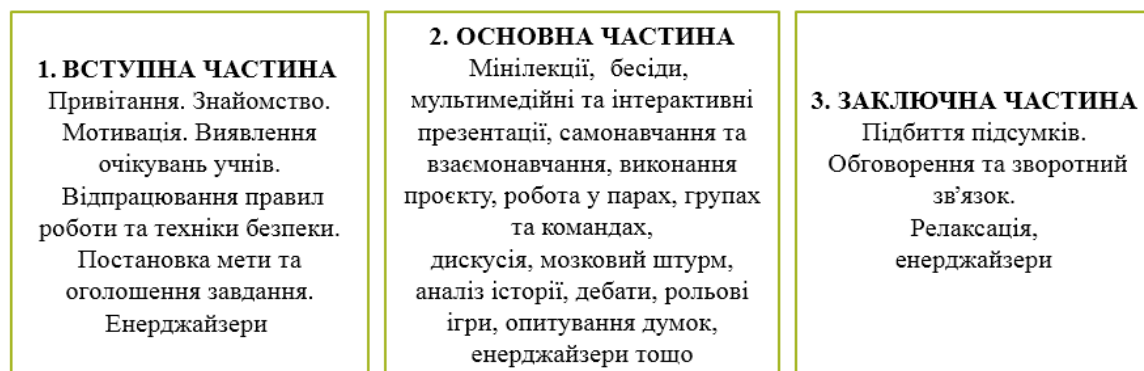 1. ВСТУПНА ЧАСТИНА
Привітання. Знайомство.
Мотивація. Виявлення
очікувань учнів.
Відпрацювання правил
роботи та техніки безпеки.
Постановка мети та
оголошення завдання.
Енерджайзери
2. ОСНОВНА ЧАСТИНА
Мінілекції, бесіди,
мультимедійні та інтерактивні
презентації, самонавчання та
взаємонавчання, виконання
проєкту, робота у парах, групах
та командах,
дискусія, мозковий штурм,
аналіз історії, дебати, рольові
ігри, опитування думок,
енерджайзери тощо
3. ЗАКЛЮЧНА ЧАСТИНА
Підбиття підсумків.
Обговорення та зворотний
зв’язок.
Релаксація,
енерджайзери